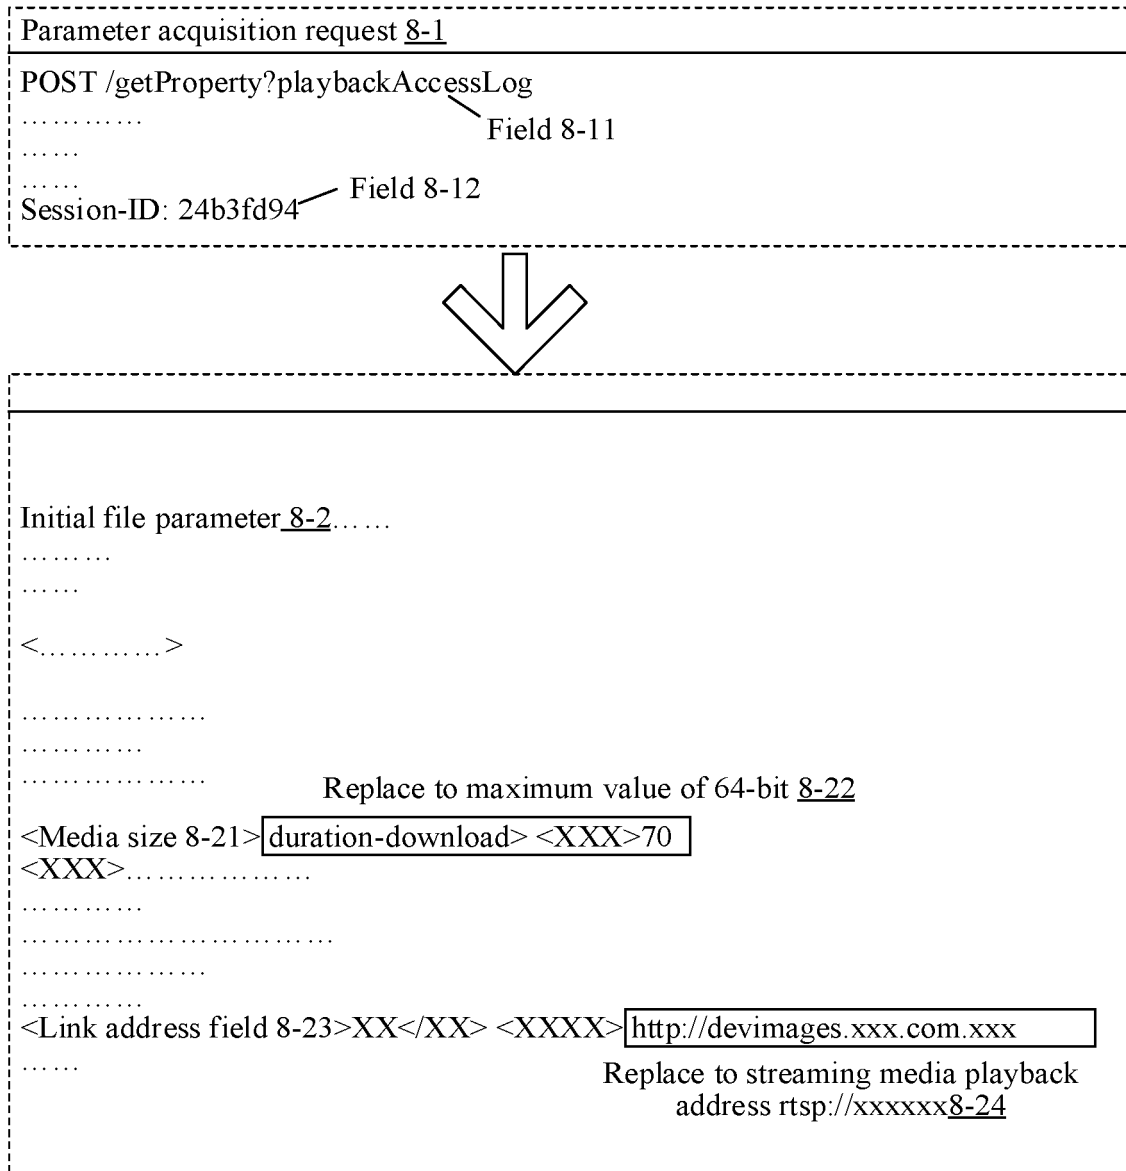 Parameter acquisition request 8-1
POST /getProperty?playbackAccessLog
…………
Field 8-11
……
……
Field 8-12
Session-ID: 24b3fd94
Initial file parameter 8-2……
………
……
<…………>
………………
…………
………………
Replace to maximum value of 64-bit 8-22
<Media size 8-21>duration-download> <XXX>70
<XXX>………………
…………
…………………………
………………
…………
<Link address field 8-23>XX</XX> <XXXX>http://devimages.xxx.com.xxx
……
Replace to streaming media playback
address rtsp://xxxxxx8-24